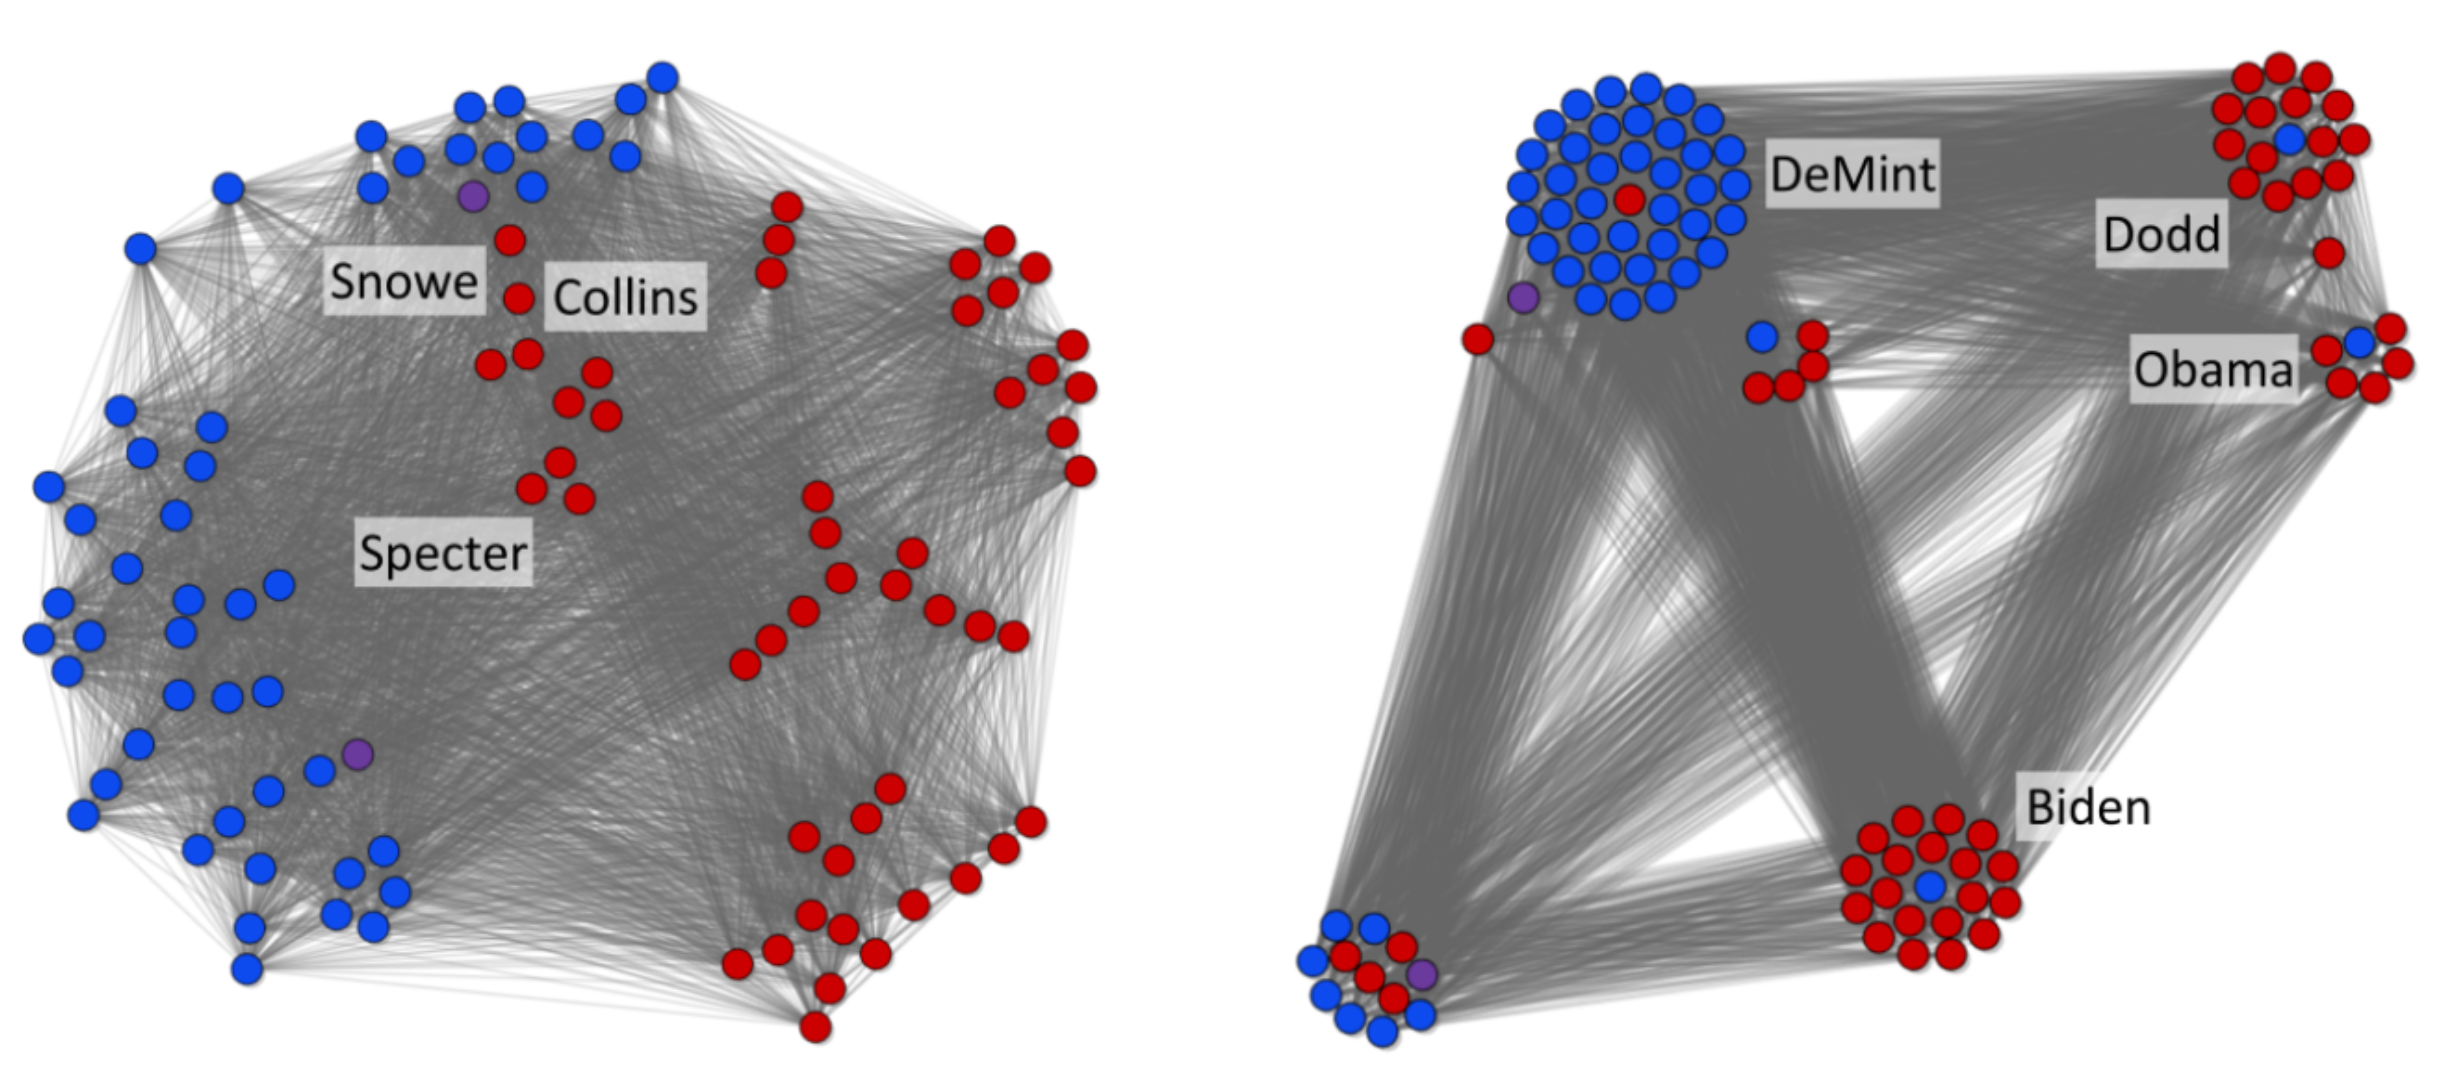 Snowe
Collins
Specter
DeMint
Dodd
Obama
Biden